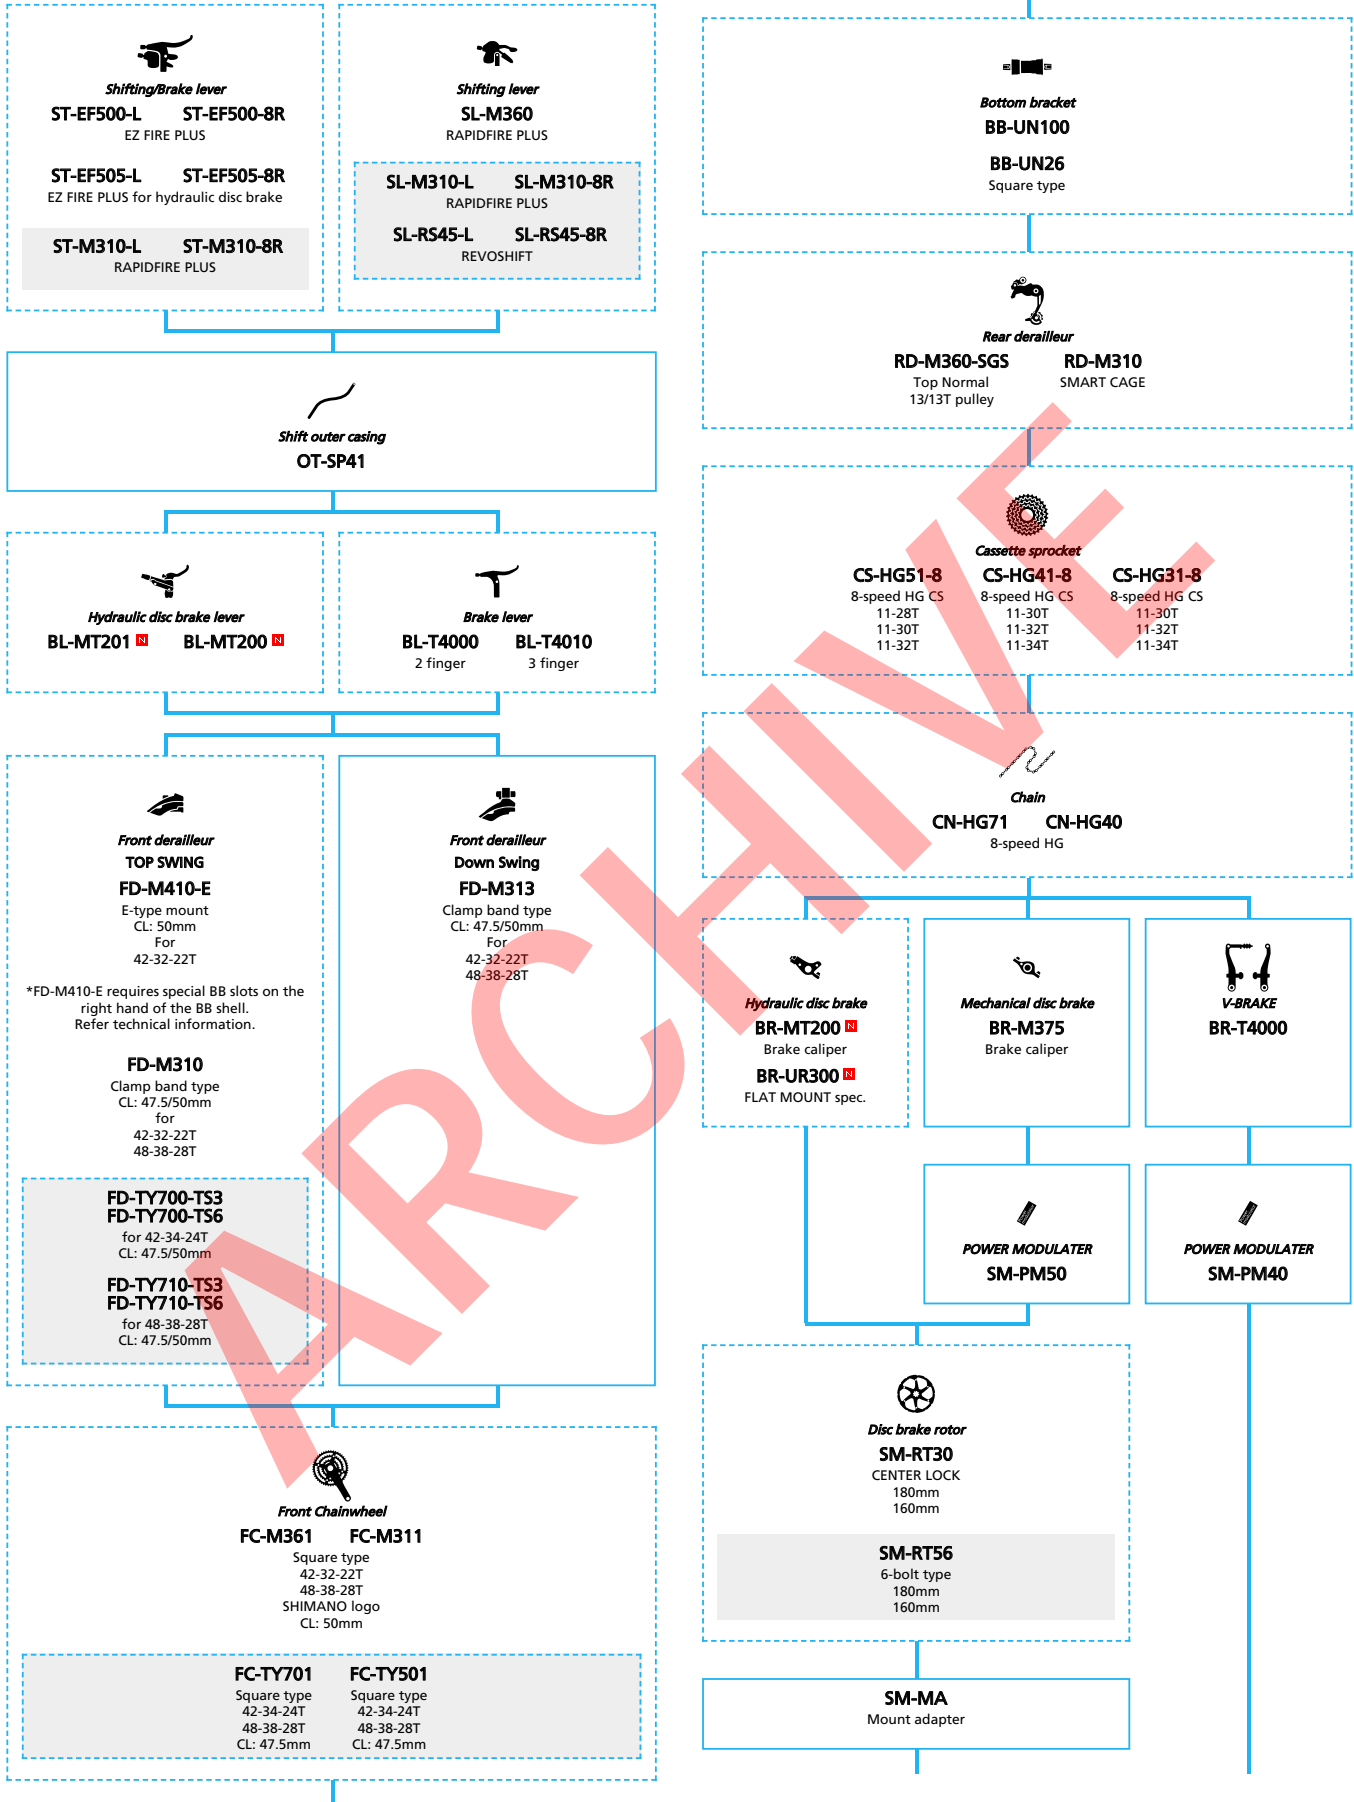 Shifting/Brake lever
ST-EF500-L ST-EF500-8R
EZ FIRE PLUS
ST-EF505-L ST-EF505-8R
EZ FIRE PLUS for hydraulic disc brake
ST-M310-L ST-M310-8R
RAPIDFIRE PLUS
Shifting lever
SL-M360
RAPIDFIRE PLUS
SL-M310-L SL-M310-8R
RAPIDFIRE PLUS
SL-RS45-L SL-RS45-8R
REVOSHIFT
Shift outer casing
OT-SP41
Hydraulic disc brake lever
BL-MT201 N BL-MT200 N
Brake lever
BL-T4000 BL-T4010
2 finger 3 finger
Front derailleur
TOP SWING
FD-M410-E
E-type mount
CL: 50mm
For
42-32-22T
*FD-M410-E requires special BB slots on the
right hand of the BB shell.
Refer technical information.
FD-M310
Clamp band type
CL: 47.5/50mm
for
42-32-22T
48-38-28T
FD-TY700-TS3
FD-TY700-TS6
for 42-34-24T
CL: 47.5/50mm
FD-TY710-TS3
FD-TY710-TS6
for 48-38-28T
CL: 47.5/50mm
Front derailleur
Down Swing
FD-M313
Clamp band type
CL: 47.5/50mm
For
42-32-22T
48-38-28T
Front Chainwheel
FC-M361 FC-M311
Square type
42-32-22T
48-38-28T
SHIMANO logo
CL: 50mm
FC-TY701 FC-TY501
Square type Square type
42-34-24T 42-34-24T
48-38-28T 48-38-28T
CL: 47.5mm CL: 47.5mm
Bottom bracket
BB-UN100
BB-UN26
Square type
Rear derailleur
RD-M360-SGS RD-M310
Top Normal SMART CAGE
13/13T pulley
Cassette sprocket
CS-HG51-8 CS-HG41-8 CS-HG31-8
8-speed HG CS 8-speed HG CS 8-speed HG CS
11-28T 11-30T 11-30T
11-30T 11-32T 11-32T
11-32T 11-34T 11-34T
Chain
CN-HG71 CN-HG40
8-speed HG
Hydraulic disc brake
BR-MT200 N
Brake caliper
BR-UR300 N
FLAT MOUNT spec.
Mechanical disc brake
BR-M375
Brake caliper
V-BRAKE
BR-T4000
POWER MODULATER
SM-PM50
POWER MODULATER
SM-PM40
Disc brake rotor
SM-RT30
CENTER LOCK
180mm
160mm
SM-RT56
6-bolt type
180mm
160mm
SM-MA
Mount adapter
ARCHIVE